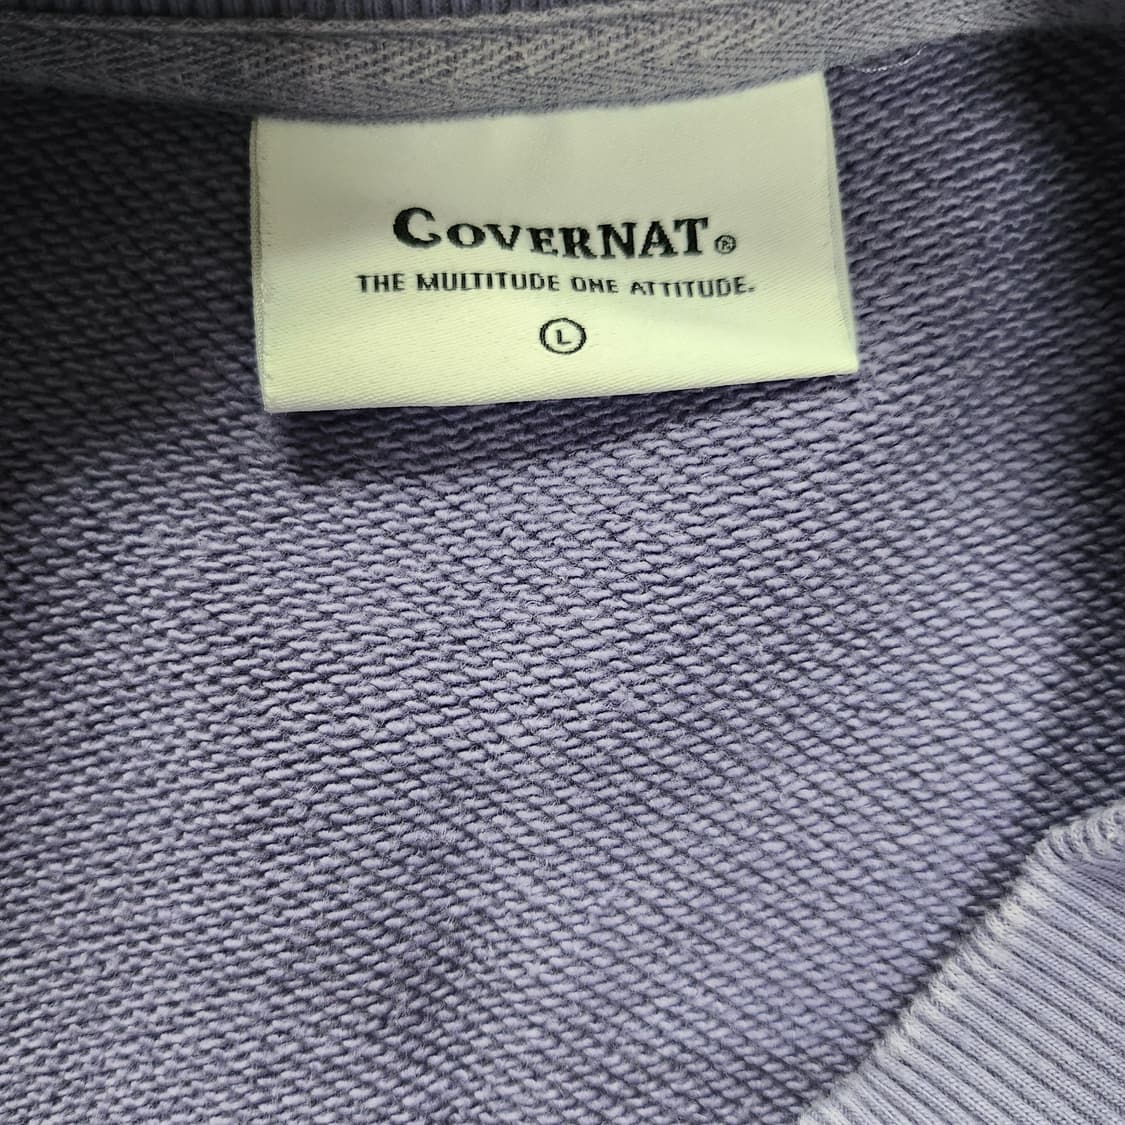 COVERNAT®
THE MULTITUDE ONE ATTITUDE.
L